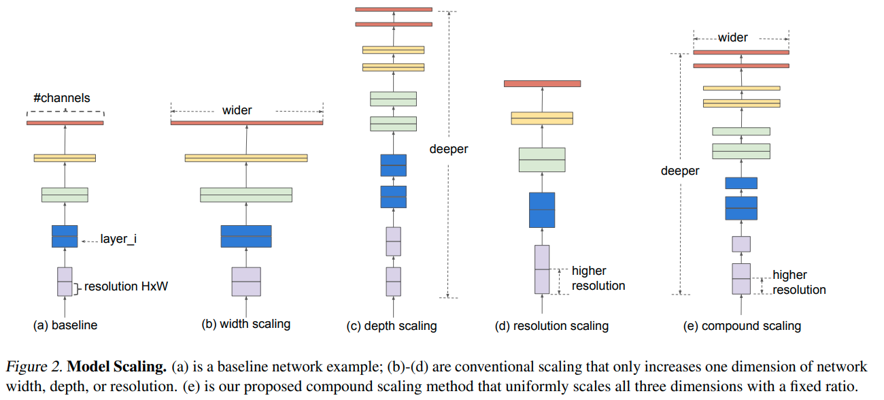 #channels
wider
deeper
wider
deeper
layer_i
resolution HxW
higher
resolution
higher
resolution
(a) baseline
(b) width scaling
(c) depth scaling
(d) resolution scaling
(e) compound scaling
Figure 2. Model Scaling. (a) is a baseline network example; (b)-(d) are conventional scaling that only increases one dimension of network
width, depth, or resolution. (e) is our proposed compound scaling method that uniformly scales all three dimensions with a fixed ratio.